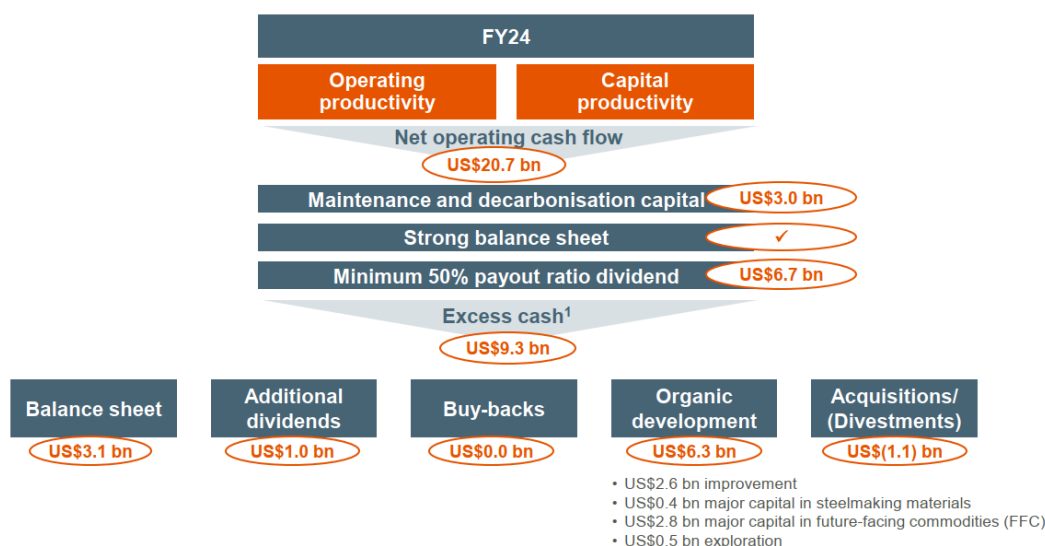 FY24
Operating
productivity
Capital
productivity
Net operating cash flow
US$20.7 bn
Maintenance and decarbonisation capital
US$3.0 bn
Strong balance sheet
✓
Minimum 50% payout ratio dividend
US$6.7 bn
Excess cash¹
US$9.3 bn
Balance sheet
US$3.1 bn
Additional
dividends
US$1.0 bn
Buy-backs
US$0.0 bn
Organic
development
US$6.3 bn
Acquisitions/
(Divestments)
US$(1.1) bn
• US$2.6 bn improvement
• US$0.4 bn major capital in steelmaking materials
• US$2.8 bn major capital in future-facing commodities (FFC)
• US$0.5 bn exploration